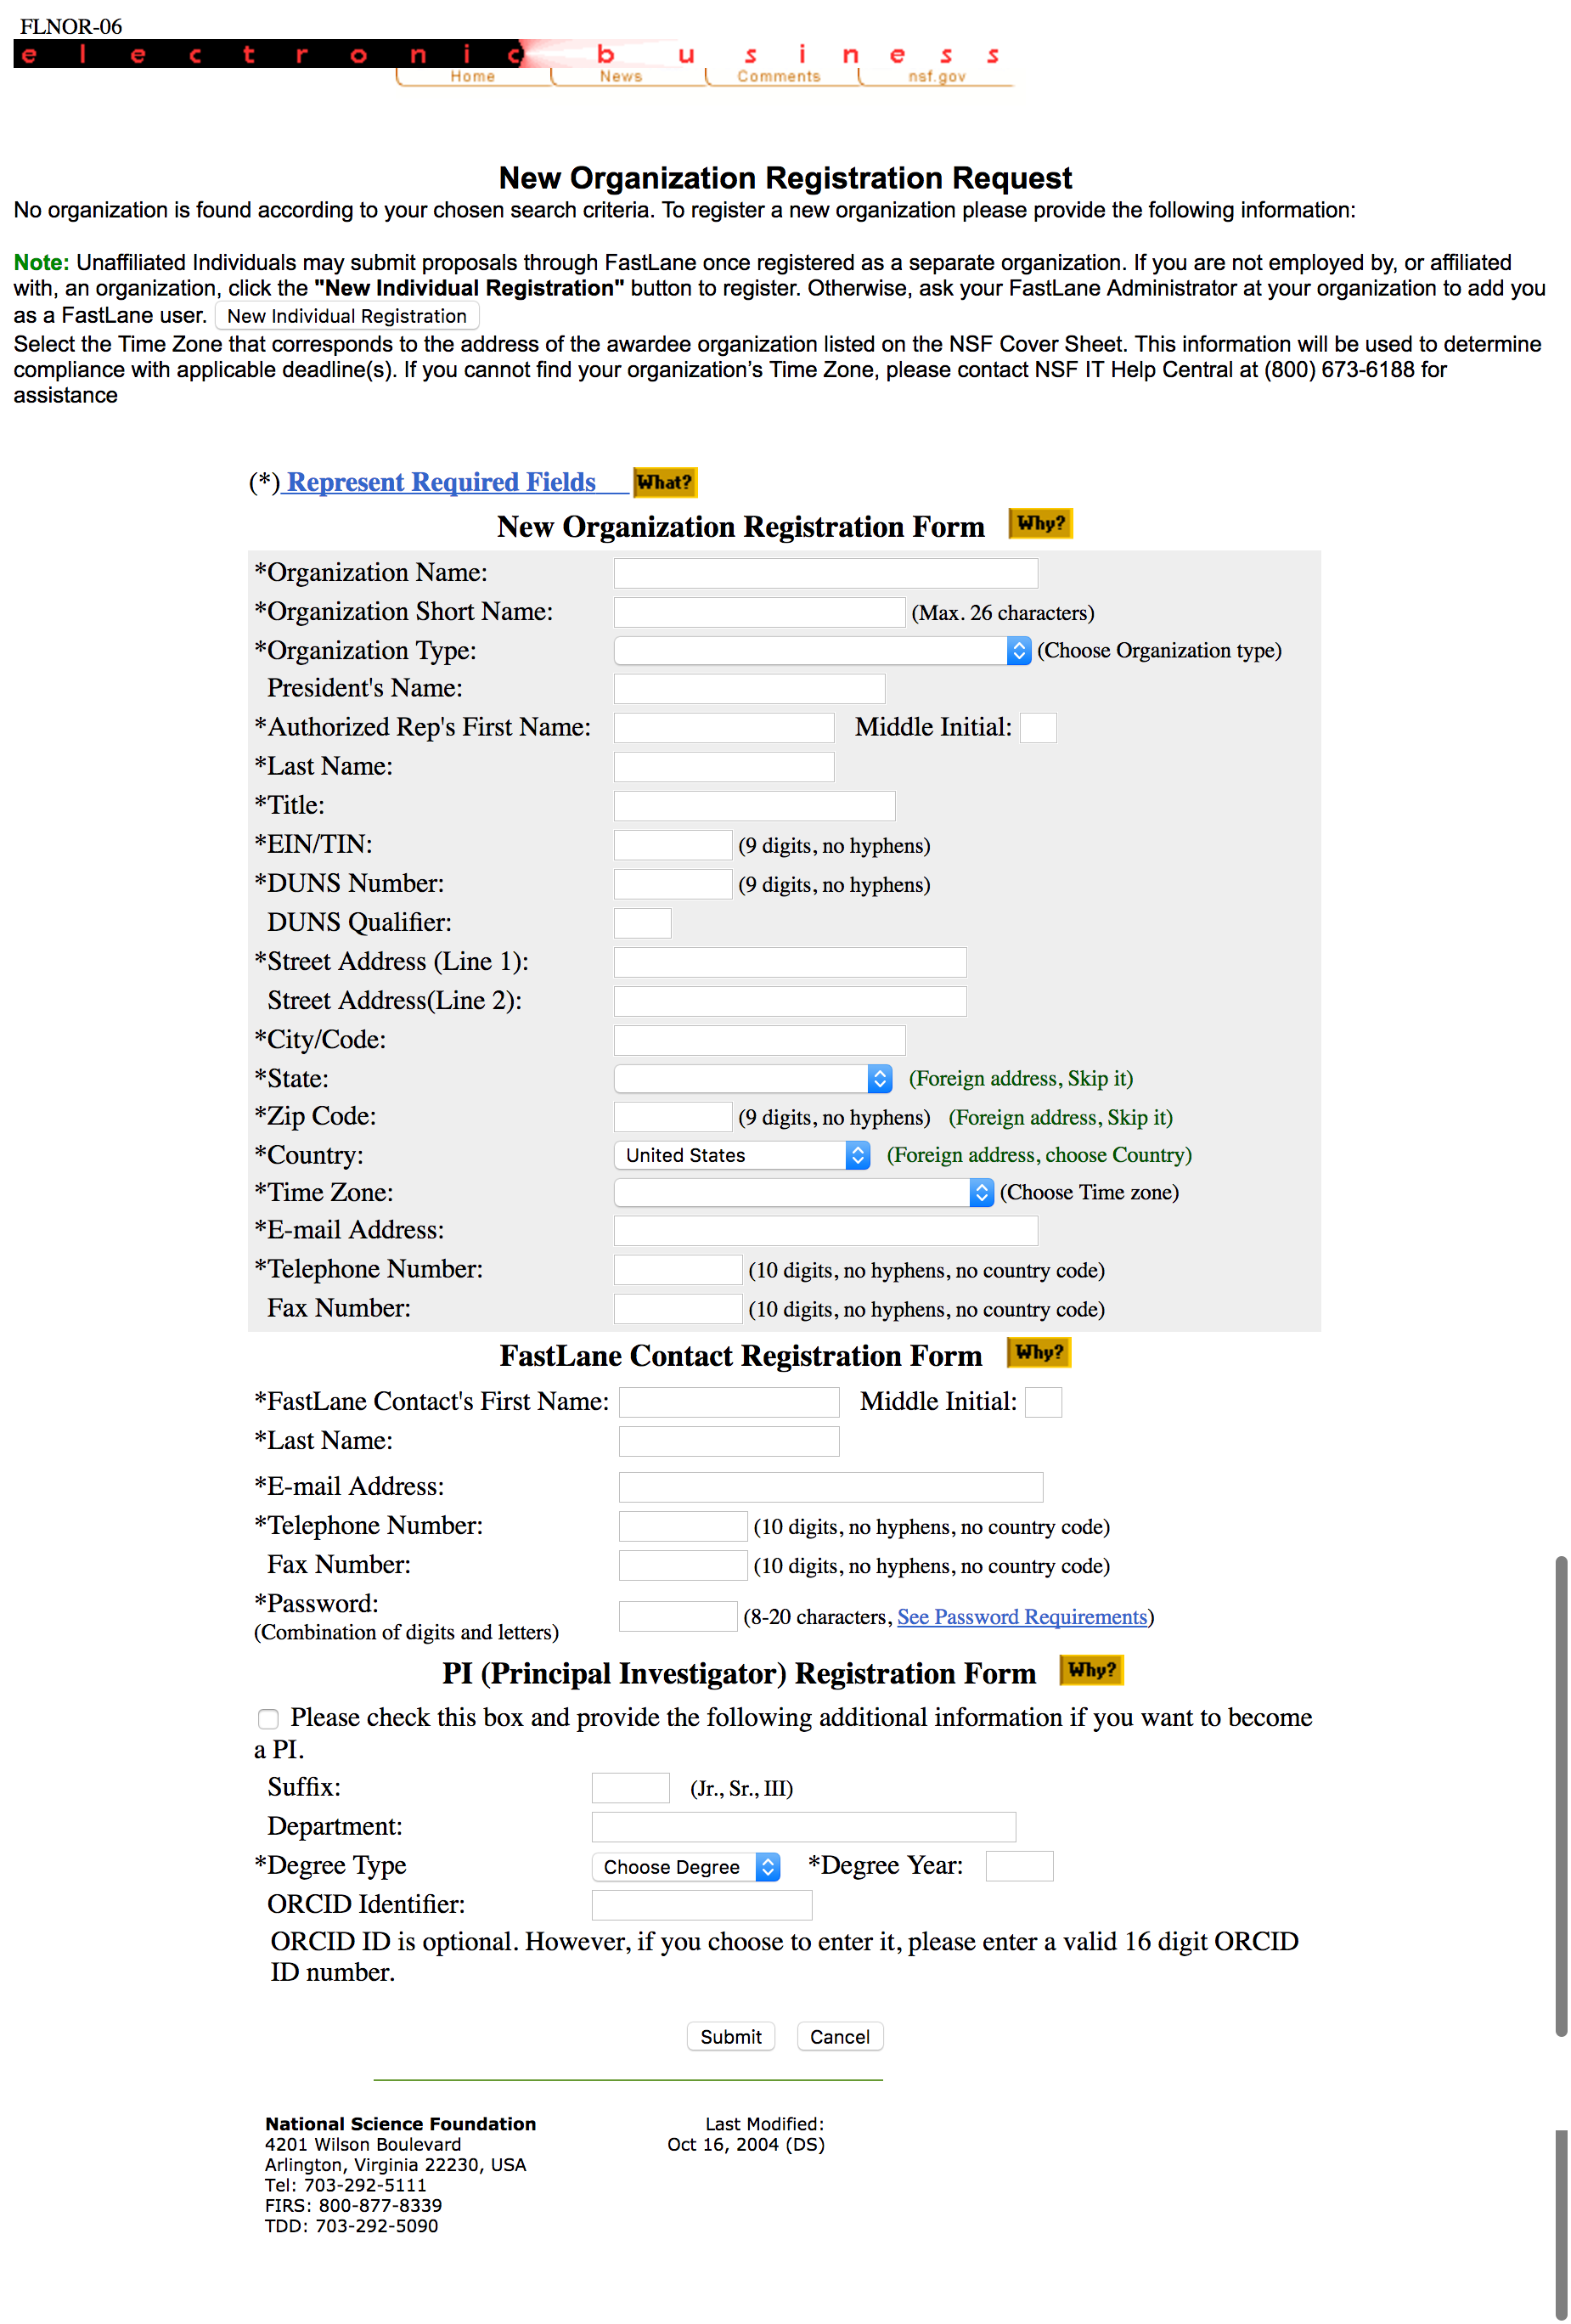 FLNOR-06
electronic business
Home News Comments nsf.gov
New Organization Registration Request
No organization is found according to your chosen search criteria. To register a new organization please provide the following information:
Note: Unaffiliated Individuals may submit proposals through FastLane once registered as a separate organization. If you are not employed by, or affiliated
with, an organization, click the "New Individual Registration" button to register. Otherwise, ask your FastLane Administrator at your organization to add you
as a FastLane user. New Individual Registration
Select the Time Zone that corresponds to the address of the awardee organization listed on the NSF Cover Sheet. This information will be used to determine
compliance with applicable deadline(s). If you cannot find your organization’s Time Zone, please contact NSF IT Help Central at (800) 673-6188 for
assistance
(*) Represent Required Fields What?
New Organization Registration Form Why?
*Organization Name:
*Organization Short Name: (Max. 26 characters)
*Organization Type: (Choose Organization type)
President's Name:
*Authorized Rep's First Name: Middle Initial:
*Last Name:
*Title:
*EIN/TIN: (9 digits, no hyphens)
*DUNS Number: (9 digits, no hyphens)
DUNS Qualifier:
*Street Address (Line 1):
Street Address(Line 2):
*City/Code:
*State: (Foreign address, Skip it)
*Zip Code: (9 digits, no hyphens) (Foreign address, Skip it)
*Country: United States (Foreign address, choose Country)
*Time Zone: (Choose Time zone)
*E-mail Address:
*Telephone Number: (10 digits, no hyphens, no country code)
Fax Number: (10 digits, no hyphens, no country code)
FastLane Contact Registration Form Why?
*FastLane Contact's First Name: Middle Initial:
*Last Name:
*E-mail Address:
*Telephone Number: (10 digits, no hyphens, no country code)
Fax Number: (10 digits, no hyphens, no country code)
*Password: (8-20 characters, See Password Requirements)
(Combination of digits and letters)
PI (Principal Investigator) Registration Form Why?
Please check this box and provide the following additional information if you want to become
a PI.
Suffix: (Jr., Sr., III)
Department:
*Degree Type Choose Degree *Degree Year:
ORCID Identifier:
ORCID ID is optional. However, if you choose to enter it, please enter a valid 16 digit ORCID
ID number.
Submit Cancel
National Science Foundation Last Modified:
4201 Wilson Boulevard Oct 16, 2004 (DS)
Arlington, Virginia 22230, USA
Tel: 703-292-5111
FIRS: 800-877-8339
TDD: 703-292-5090